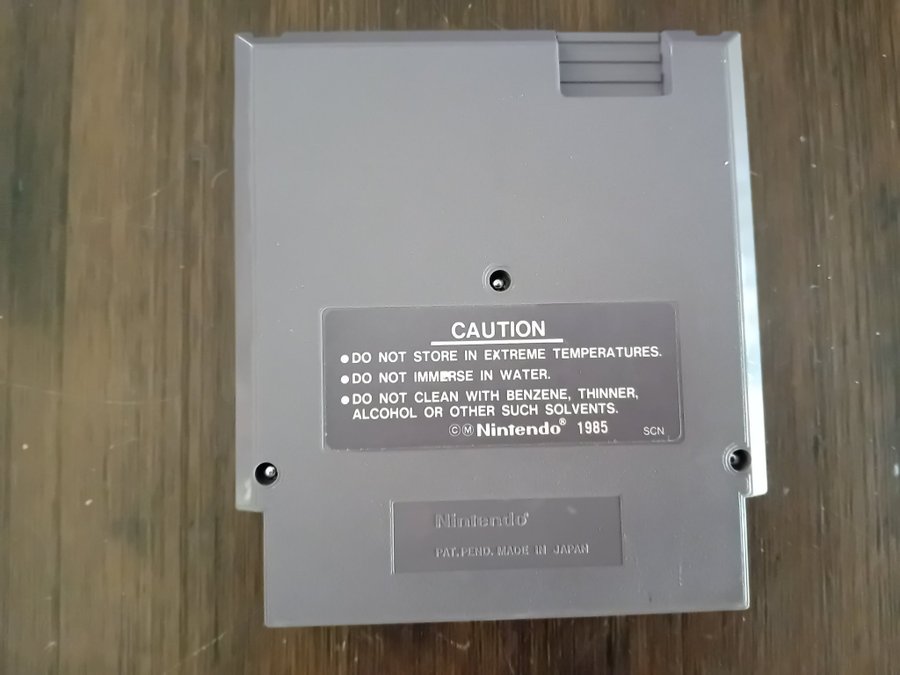 CAUTION
●DO NOT STORE IN EXTREME TEMPERATURES.
●DO NOT IMMERSE IN WATER.
●DO NOT CLEAN WITH BENZENE, THINNER,
ALCOHOL OR OTHER SUCH SOLVENTS.
ⒸⓂ Nintendo® 1985 SCN
Nintendo®
PAT. PEND. MADE IN JAPAN